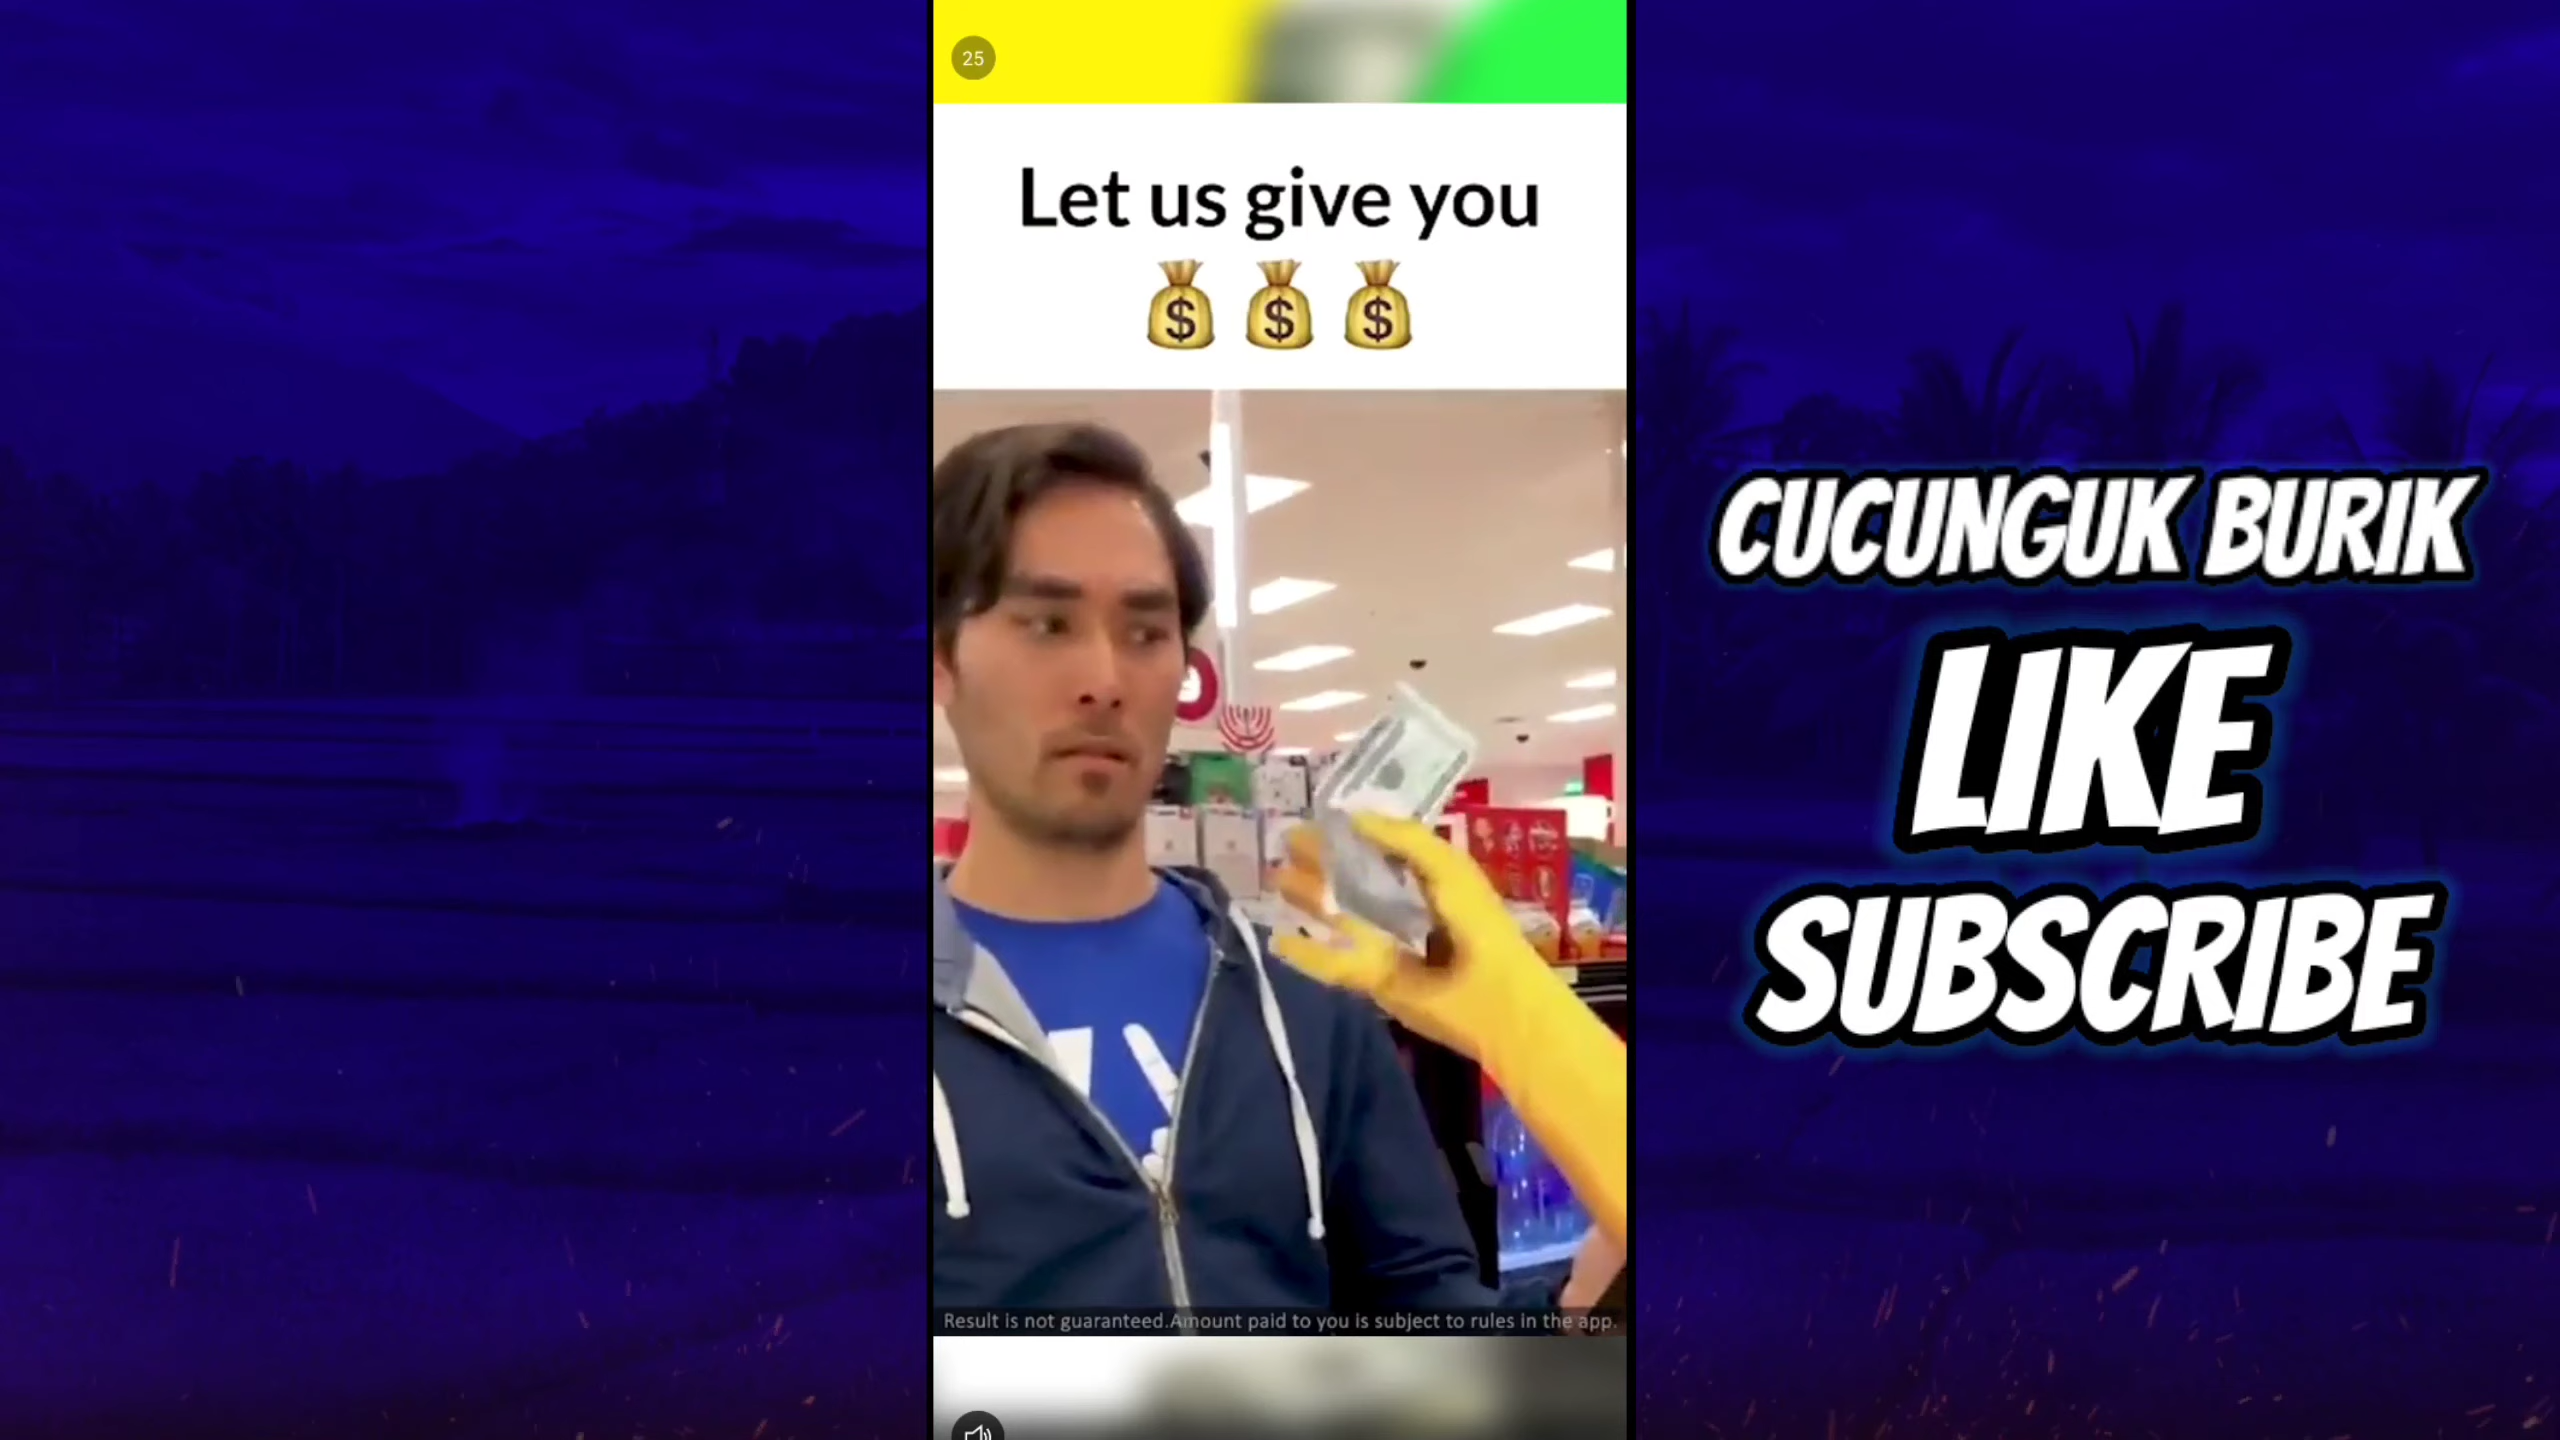 25
Let us give you
CUCUNGUK BURIK
LIKE
SUBSCRIBE
Result is not guaranteed.Amount paid to you is subject to rules in the app.